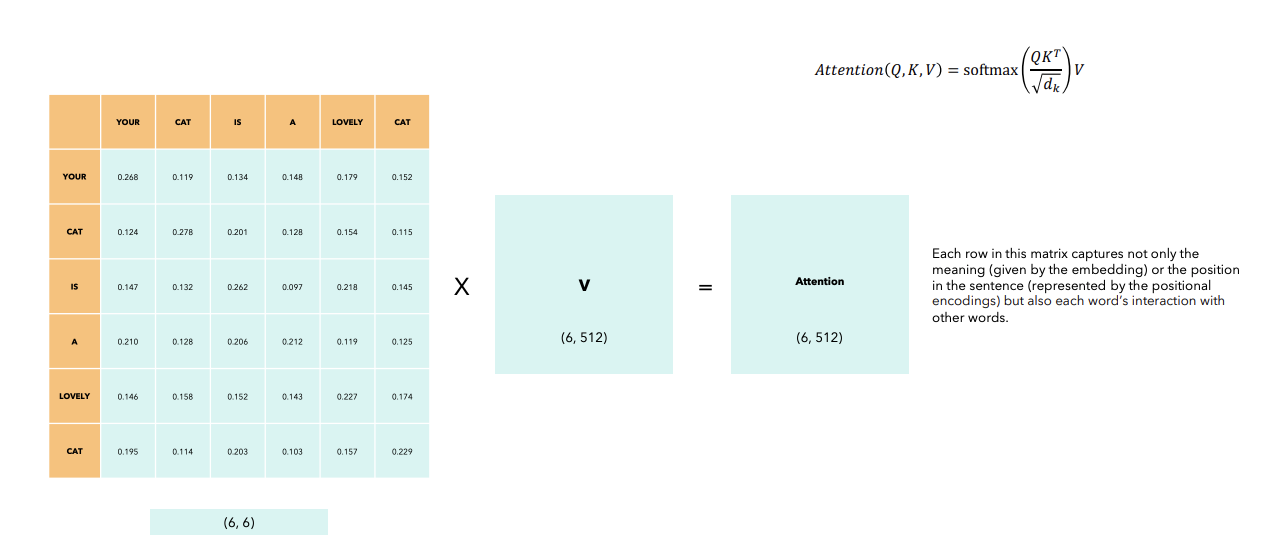 Attention(Q, K, V) = softmax(QK^T / √d_k)V
YOUR CAT IS A LOVELY CAT
YOUR 0.268 0.119 0.134 0.148 0.179 0.152
CAT 0.124 0.278 0.201 0.128 0.154 0.115
IS 0.147 0.132 0.262 0.097 0.218 0.145
A 0.210 0.128 0.206 0.212 0.119 0.125
LOVELY 0.146 0.158 0.152 0.143 0.227 0.174
CAT 0.195 0.114 0.203 0.103 0.157 0.229
(6, 6)
X
V
(6, 512)
=
Attention
(6, 512)
Each row in this matrix captures not only the
meaning (given by the embedding) or the position
in the sentence (represented by the positional
encodings) but also each word's interaction with
other words.